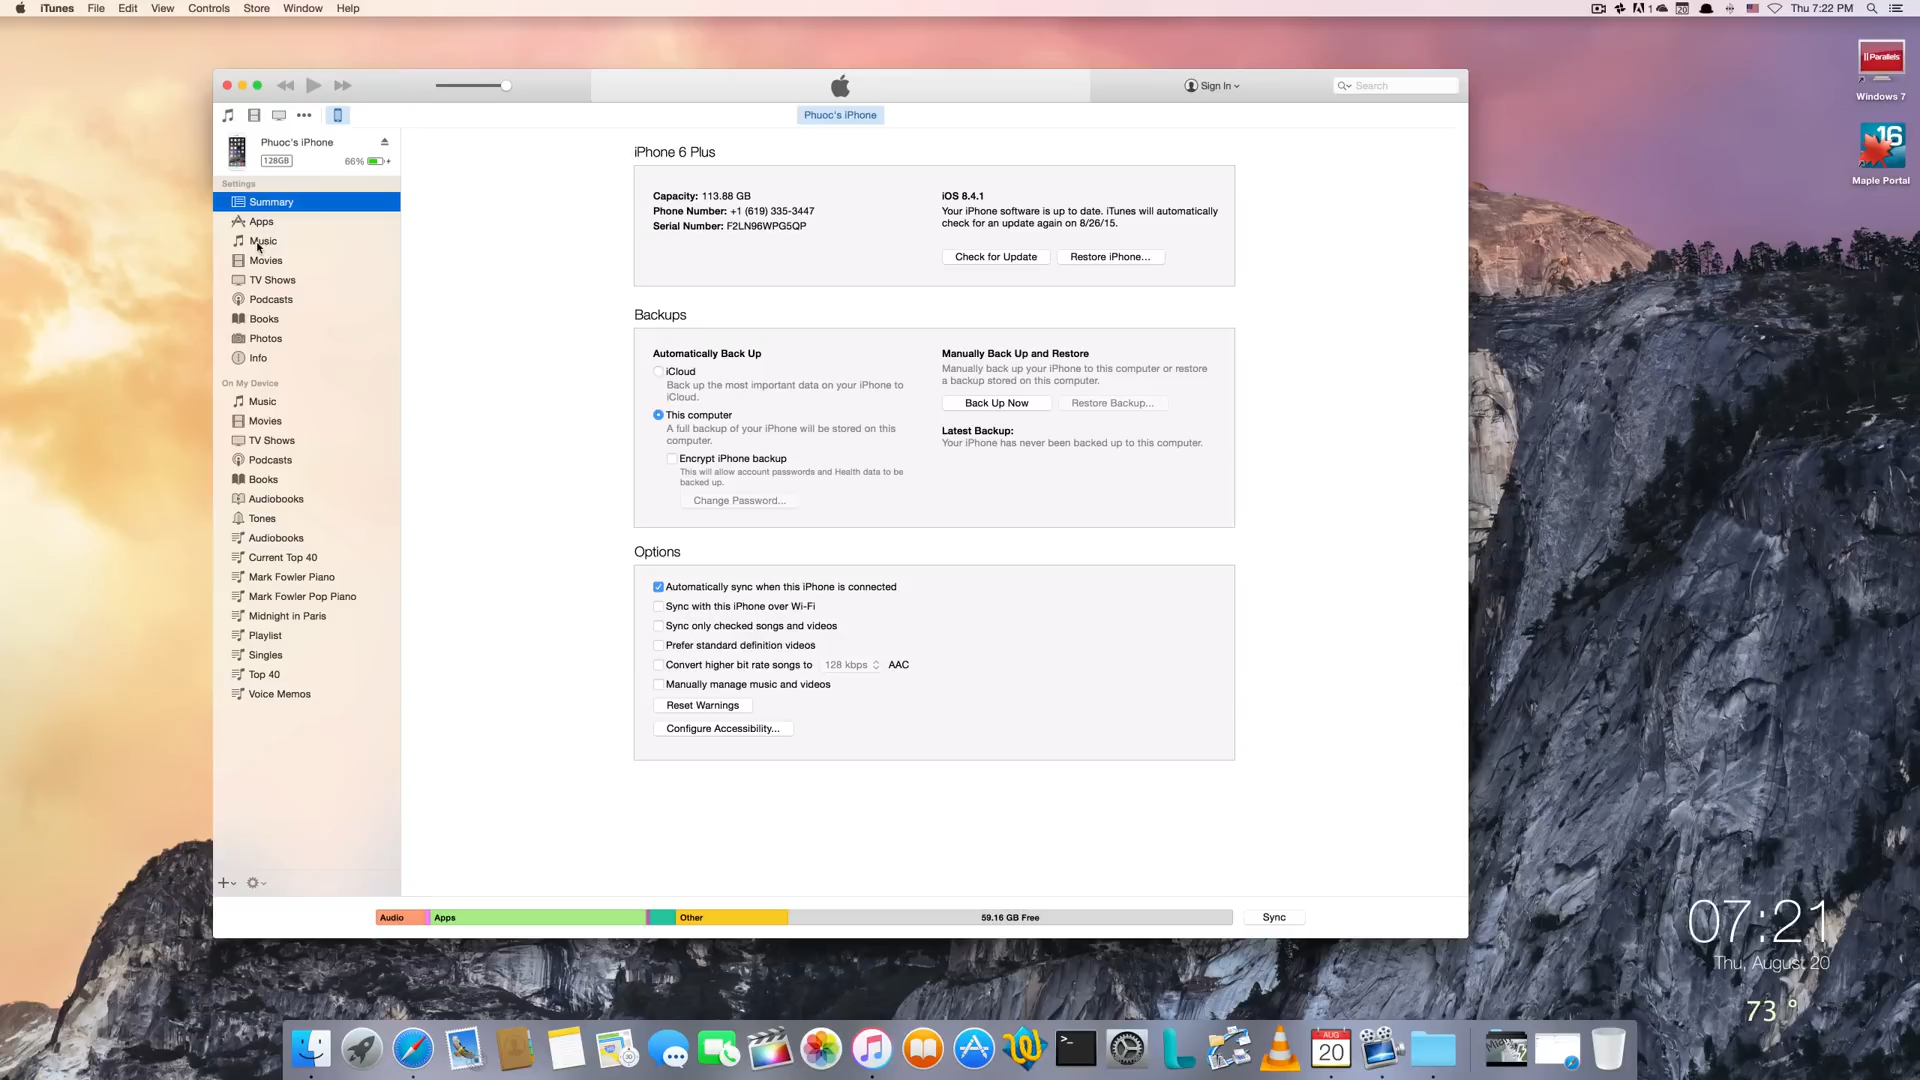 iTunes File Edit View Controls Store Window Help
1 20 Thu 7:22 PM
Sign In
Search
Phuoc's iPhone
Phuoc's iPhone
128GB 66%
Settings
Summary
Apps
Music
Movies
TV Shows
Podcasts
Books
Photos
Info
On My Device
Music
Movies
TV Shows
Podcasts
Books
Audiobooks
Tones
Audiobooks
Current Top 40
Mark Fowler Piano
Mark Fowler Pop Piano
Midnight in Paris
Playlist
Singles
Top 40
Voice Memos
iPhone 6 Plus
Capacity: 113.88 GB
Phone Number: +1 (619) 335-3447
Serial Number: F2LN96WPG5QP
iOS 8.4.1
Your iPhone software is up to date. iTunes will automatically
check for an update again on 8/26/15.
Check for Update Restore iPhone...
Backups
Automatically Back Up
iCloud
Back up the most important data on your iPhone to
iCloud.
This computer
A full backup of your iPhone will be stored on this
computer.
Encrypt iPhone backup
This will allow account passwords and Health data to be
backed up.
Change Password...
Manually Back Up and Restore
Manually back up your iPhone to this computer or restore
a backup stored on this computer.
Back Up Now Restore Backup...
Latest Backup:
Your iPhone has never been backed up to this computer.
Options
Automatically sync when this iPhone is connected
Sync with this iPhone over Wi-Fi
Sync only checked songs and videos
Prefer standard definition videos
Convert higher bit rate songs to 128 kbps AAC
Manually manage music and videos
Reset Warnings
Configure Accessibility...
Audio Apps Other 59.16 GB Free Sync
Parallels
Windows 7
16
Maple Portal
07:21
Thu, August 20
73 °
AUG
20